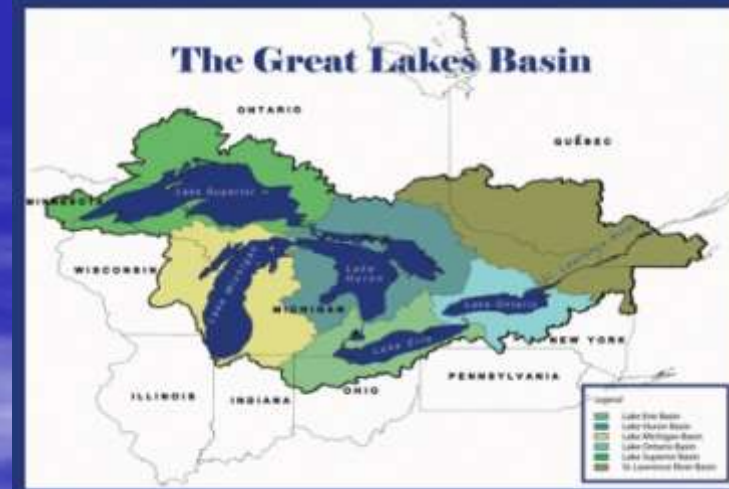 The Great Lakes Basin
ONTARIO
QUÉBEC
Lake Superior
MINNESOTA
WISCONSIN
Lake Michigan
Lake Huron
MICHIGAN
Lake Ontario
Lake Erie
NEW YORK
PENNSYLVANIA
ILLINOIS
INDIANA
OHIO
Legend
Lake Erie Basin
Lake Huron Basin
Lake Michigan Basin
Lake Ontario Basin
Lake Superior Basin
St Lawrence River Basin